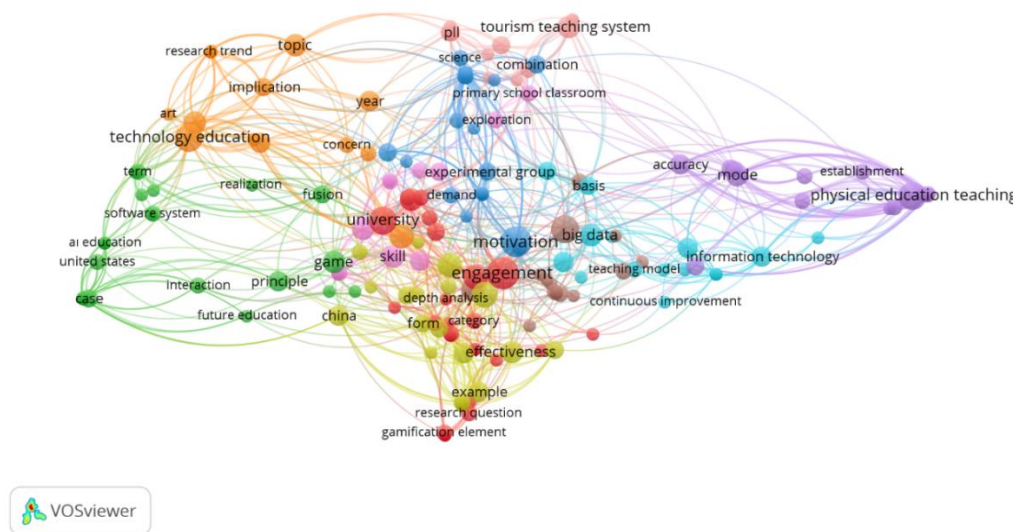 tourism teaching system
pll
topic
research trend
science
combination
implication
primary school classroom
year
art
exploration
technology education
concern
accuracy
establishment
term
experimental group
mode
basis
realization
fusion
demand
physical education teaching
software system
university
big data
motivation
ai education
skill
information technology
united states
game
teaching model
engagement
interaction
principle
case
depth analysis
continuous improvement
future education
china
form
category
effectiveness
example
research question
gamification element
VOSviewer